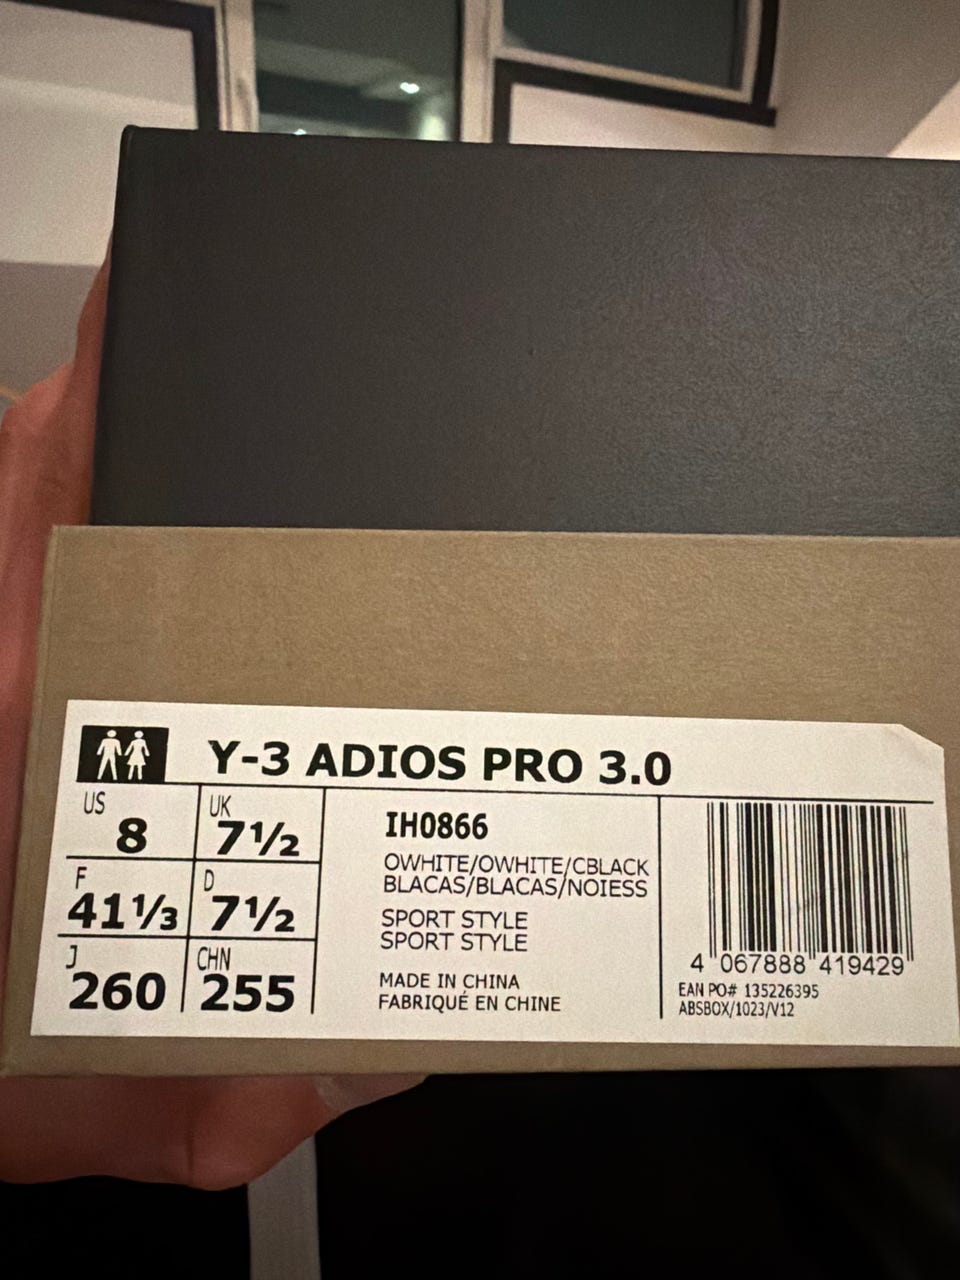 Y-3 ADIOS PRO 3.0
US
8
UK
7½
F
41⅓
D
7½
J
260
CHN
255
IH0866
OWHITE/OWHITE/CBLACK
BLACAS/BLACAS/NOIESS
SPORT STYLE
SPORT STYLE
MADE IN CHINA
FABRIQUÉ EN CHINE
4 067888 419429
EAN PO# 135226395
ABSBOX/1023/V12